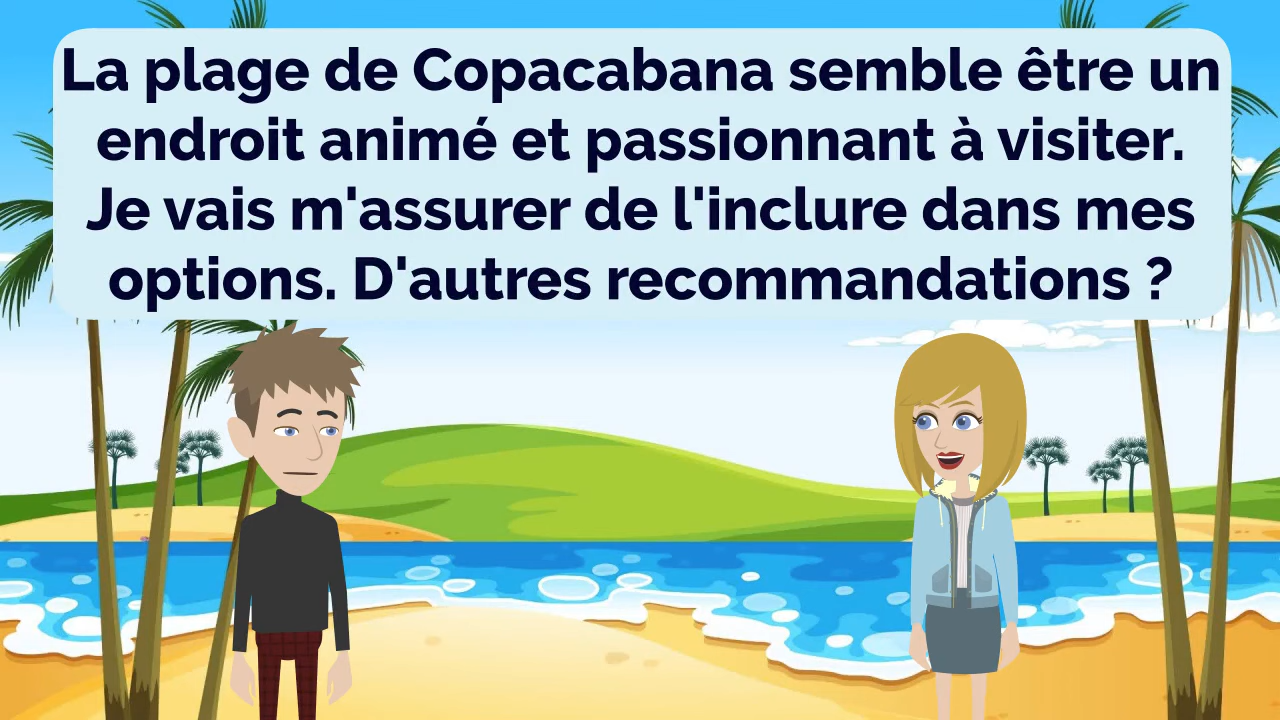 La plage de Copacabana semble être un
endroit animé et passionnant à visiter.
Je vais m'assurer de l'inclure dans mes
options. D'autres recommandations ?